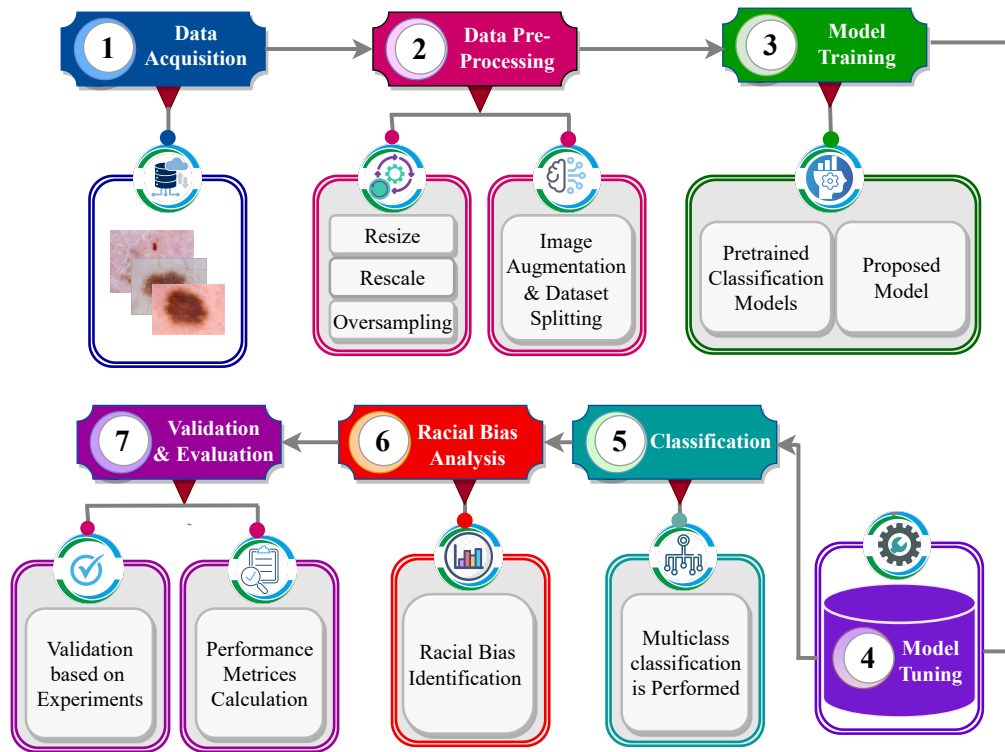 1
Data
Acquisition
2
Data Pre-
Processing
3
Model
Training
Resize
Rescale
Oversampling
Image
Augmentation
& Dataset
Splitting
Pretrained
Classification
Models
Proposed
Model
7
Validation
& Evaluation
6
Racial Bias
Analysis
5
Classification
4
Model
Tuning
Validation
based on
Experiments
Performance
Metrices
Calculation
Racial Bias
Identification
Multiclass
classification
is Performed